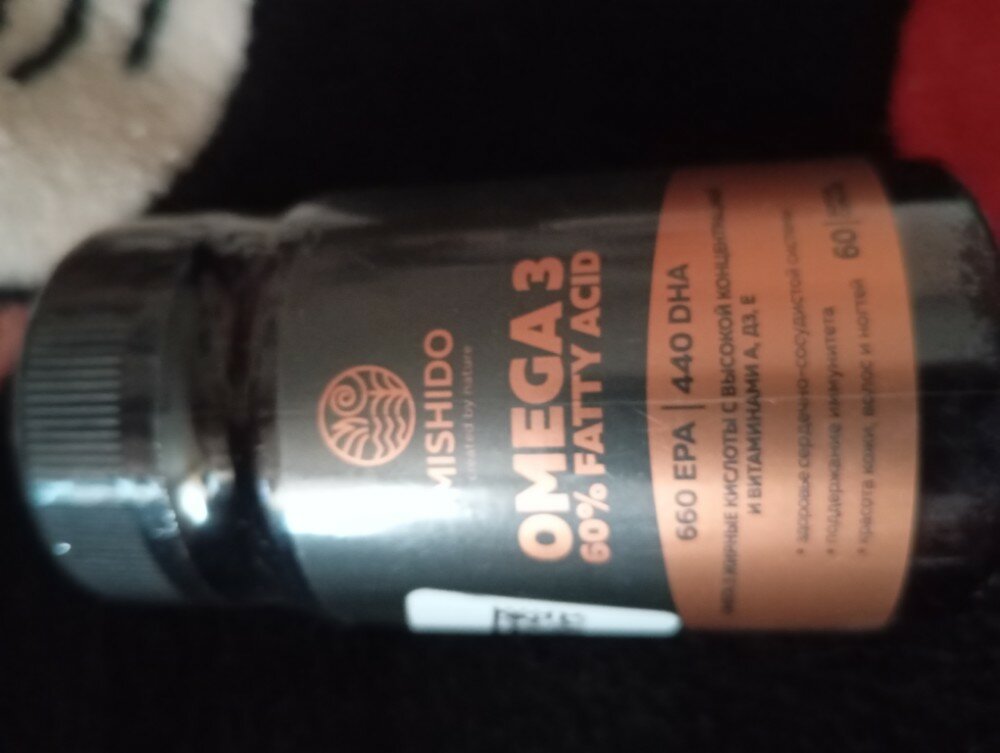 MISHIDO
created by nature
OMEGA 3
60% FATTY ACID
660 EPA | 440 DHA
КИСЛОТЫ С ВЫСОКОЙ КОНЦЕНТРАЦИЕЙ
И ВИТАМИНАМИ А, Д3, Е
• здоровье сердечно-сосудистой системы
• поддержание иммунитета
• красота кожи, волос и ногтей
60